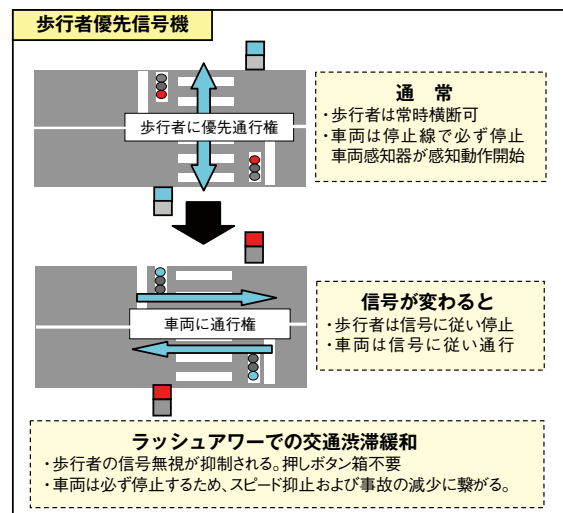 歩行者優先信号機
通　常
・歩行者は常時横断可
・車両は停止線で必ず停止
車両感知器が感知動作開始
歩行者に優先通行権
信号が変わると
・歩行者は信号に従い停止
・車両は信号に従い通行
車両に通行権
ラッシュアワーでの交通渋滞緩和
・歩行者の信号無視が抑制される。押しボタン箱不要
・車両は必ず停止するため、スピード抑止および事故の減少に繋がる。